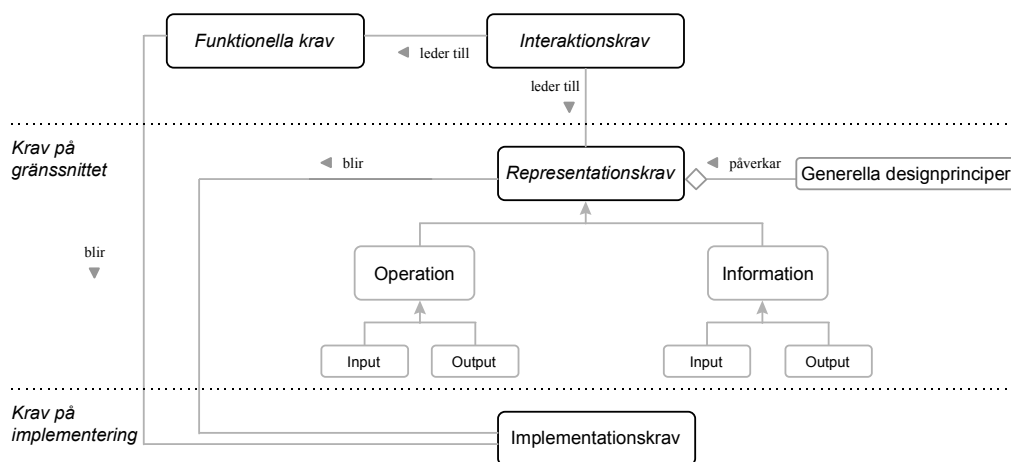 Funktionella krav
Interaktionskrav
leder till
leder till
Krav på
gränssnittet
blir
Representationskrav
påverkar
Generella designprinciper
blir
Operation
Information
Input
Output
Input
Output
Krav på
implementering
Implementationskrav